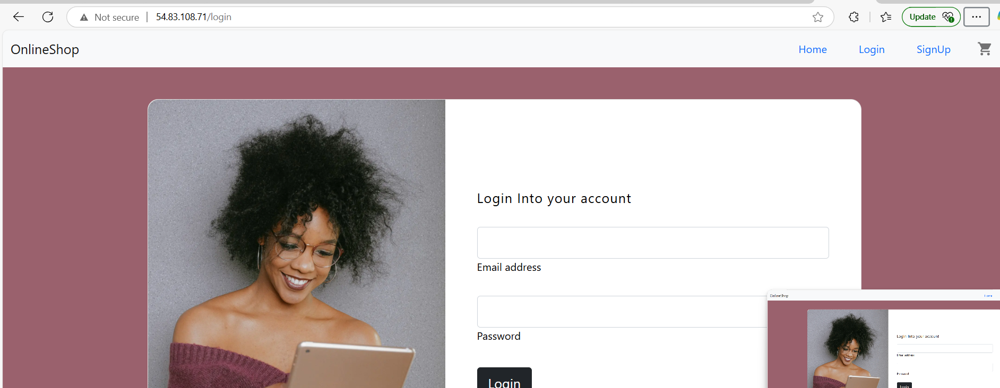 Not secure 54.83.108.71/login Update
OnlineShop Home Login SignUp
Login Into your account
Email address
Password
Login
OnlineShop Home
Login Into your account
Email address
Password
Login